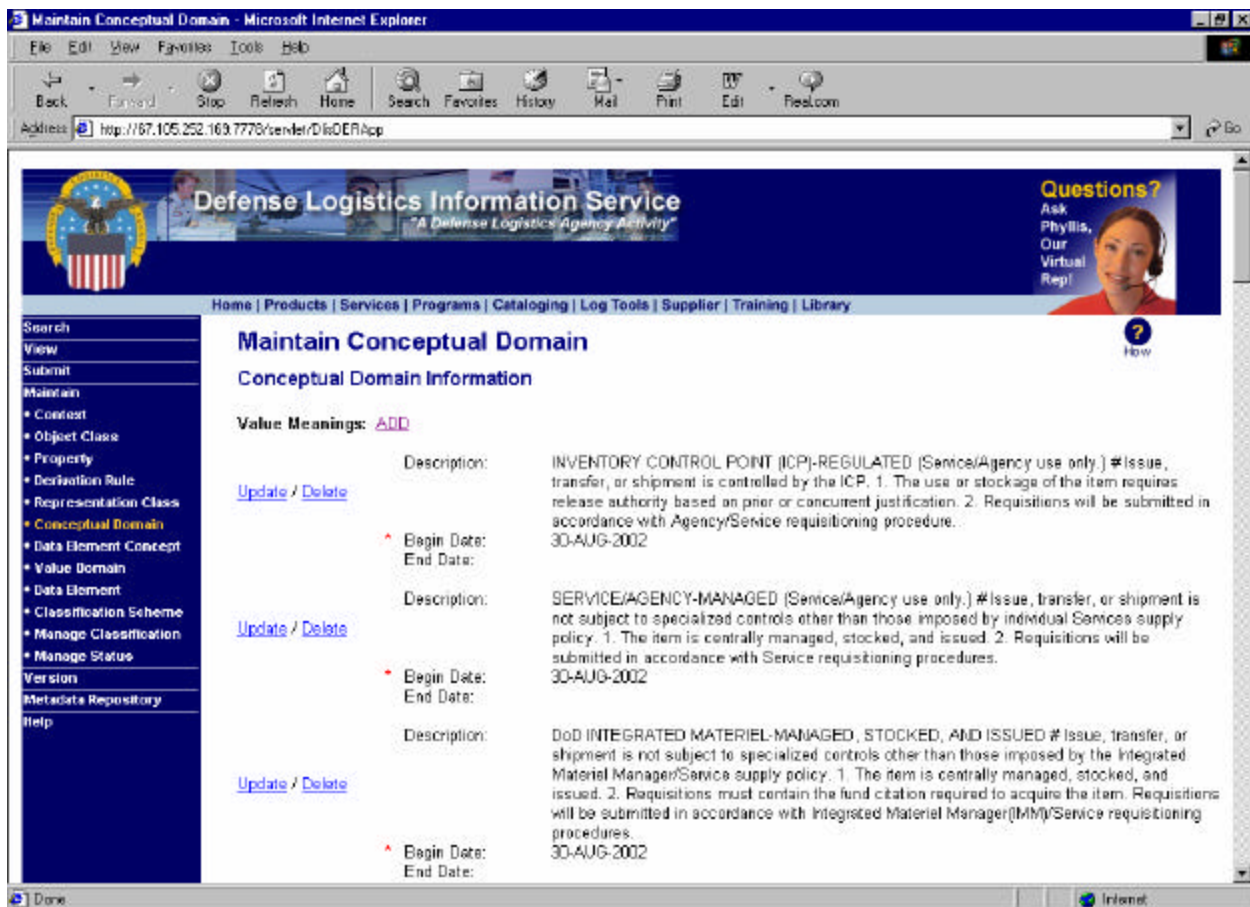 Maintain Conceptual Domain - Microsoft Internet Explorer
File Edit View Favorites Tools Help
Back Forward Stop Refresh Home Search Favorites History Mail Print Edit Real.com
Address http://67.105.252.169:7778/servlet/DlisDERApp Go
Defense Logistics Information Service
"A Defense Logistics Agency Activity"
Questions?
Ask
Phyllis,
Our
Virtual
Rep!
Home | Products | Services | Programs | Cataloging | Log Tools | Supplier | Training | Library
Search
View
Submit
Maintain
• Context
• Object Class
• Property
• Derivation Rule
• Representation Class
• Conceptual Domain
• Data Element Concept
• Value Domain
• Data Element
• Classification Scheme
• Manage Classification
• Manage Status
Version
Metadata Repository
Help
Maintain Conceptual Domain
? How
Conceptual Domain Information
Value Meanings: ADD
Update / Delete
Description: INVENTORY CONTROL POINT (ICP)-REGULATED (Service/Agency use only.) # Issue,
transfer, or shipment is controlled by the ICP. 1. The use or stockage of the item requires
release authority based on prior or concurrent justification. 2. Requisitions will be submitted in
accordance with Agency/Service requisitioning procedure.
* Begin Date: 30-AUG-2002
End Date:
Update / Delete
Description: SERVICE/AGENCY-MANAGED (Service/Agency use only.) # Issue, transfer, or shipment is
not subject to specialized controls other than those imposed by individual Services supply
policy. 1. The item is centrally managed, stocked, and issued. 2. Requisitions will be
submitted in accordance with Service requisitioning procedures.
* Begin Date: 30-AUG-2002
End Date:
Update / Delete
Description: DoD INTEGRATED MATERIEL-MANAGED, STOCKED, AND ISSUED # Issue, transfer, or
shipment is not subject to specialized controls other than those imposed by the Integrated
Materiel Manager/Service supply policy. 1. The item is centrally managed, stocked, and
issued. 2. Requisitions must contain the fund citation required to acquire the item. Requisitions
will be submitted in accordance with Integrated Materiel Manager(IMM)/Service requisitioning
procedures.
* Begin Date: 30-AUG-2002
End Date:
Done Internet